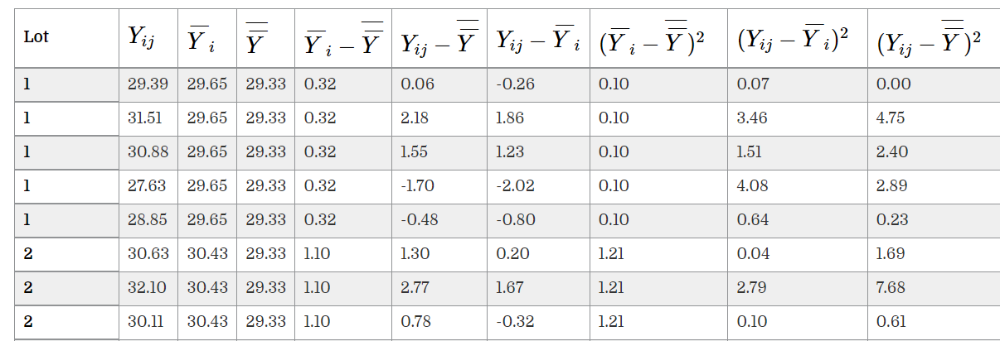 Lot Y_{ij} \overline{Y}_i \overline{\overline{Y}} \overline{Y}_i − \overline{\overline{Y}} Y_{ij} − \overline{\overline{Y}} Y_{ij} − \overline{Y}_i (\overline{Y}_i − \overline{\overline{Y}})^2 (Y_{ij} − \overline{Y}_i)^2 (Y_{ij} − \overline{\overline{Y}})^2
1 29.39 29.65 29.33 0.32 0.06 -0.26 0.10 0.07 0.00
1 31.51 29.65 29.33 0.32 2.18 1.86 0.10 3.46 4.75
1 30.88 29.65 29.33 0.32 1.55 1.23 0.10 1.51 2.40
1 27.63 29.65 29.33 0.32 -1.70 -2.02 0.10 4.08 2.89
1 28.85 29.65 29.33 0.32 -0.48 -0.80 0.10 0.64 0.23
2 30.63 30.43 29.33 1.10 1.30 0.20 1.21 0.04 1.69
2 32.10 30.43 29.33 1.10 2.77 1.67 1.21 2.79 7.68
2 30.11 30.43 29.33 1.10 0.78 -0.32 1.21 0.10 0.61